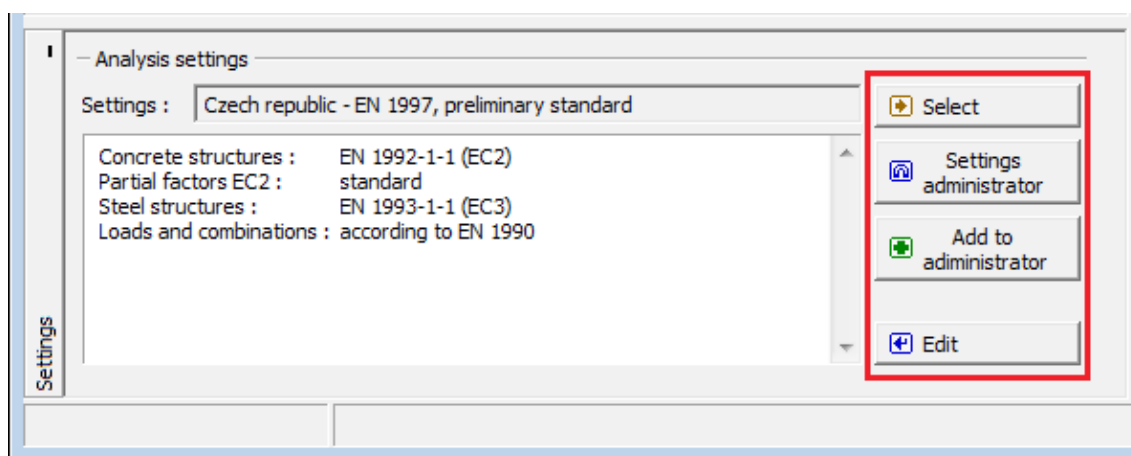 Analysis settings
Settings : Czech republic - EN 1997, preliminary standard
Select
Concrete structures : EN 1992-1-1 (EC2)
Partial factors EC2 : standard
Steel structures : EN 1993-1-1 (EC3)
Loads and combinations : according to EN 1990
Settings
administrator
Add to
adiministrator
Edit
Settings